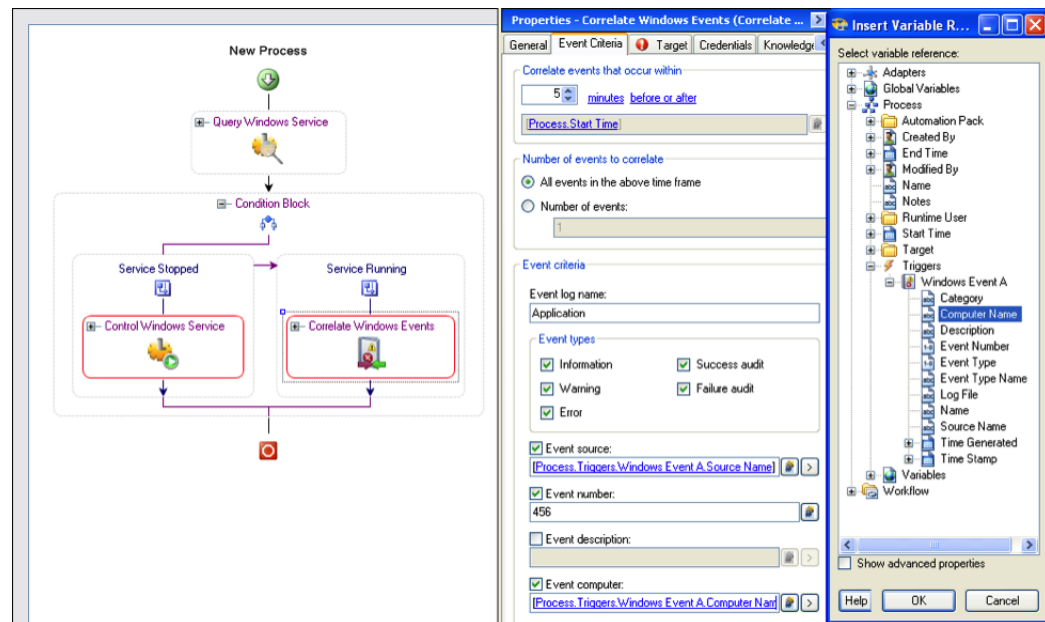 New Process
Query Windows Service
Condition Block
Service Stopped
Service Running
Control Windows Service
Correlate Windows Events
Properties - Correlate Windows Events (Correlate ...
General
Event Criteria
Target
Credentials
Knowledge
Correlate events that occur within
5
minutes before or after
[Process.Start Time]
Number of events to correlate
All events in the above time frame
Number of events:
1
Event criteria
Event log name:
Application
Event types
Information
Success audit
Warning
Failure audit
Error
Event source:
[Process.Triggers.Windows Event A.Source Name]
Event number:
456
Event description:
Event computer:
[Process.Triggers.Windows Event A.Computer Nam
Insert Variable R...
Select variable reference:
Adapters
Global Variables
Process
Automation Pack
Created By
End Time
Modified By
Name
Notes
Runtime User
Start Time
Target
Triggers
Windows Event A
Category
Computer Name
Description
Event Number
Event Type
Event Type Name
Log File
Name
Source Name
Time Generated
Time Stamp
Variables
Workflow
Show advanced properties
Help
OK
Cancel